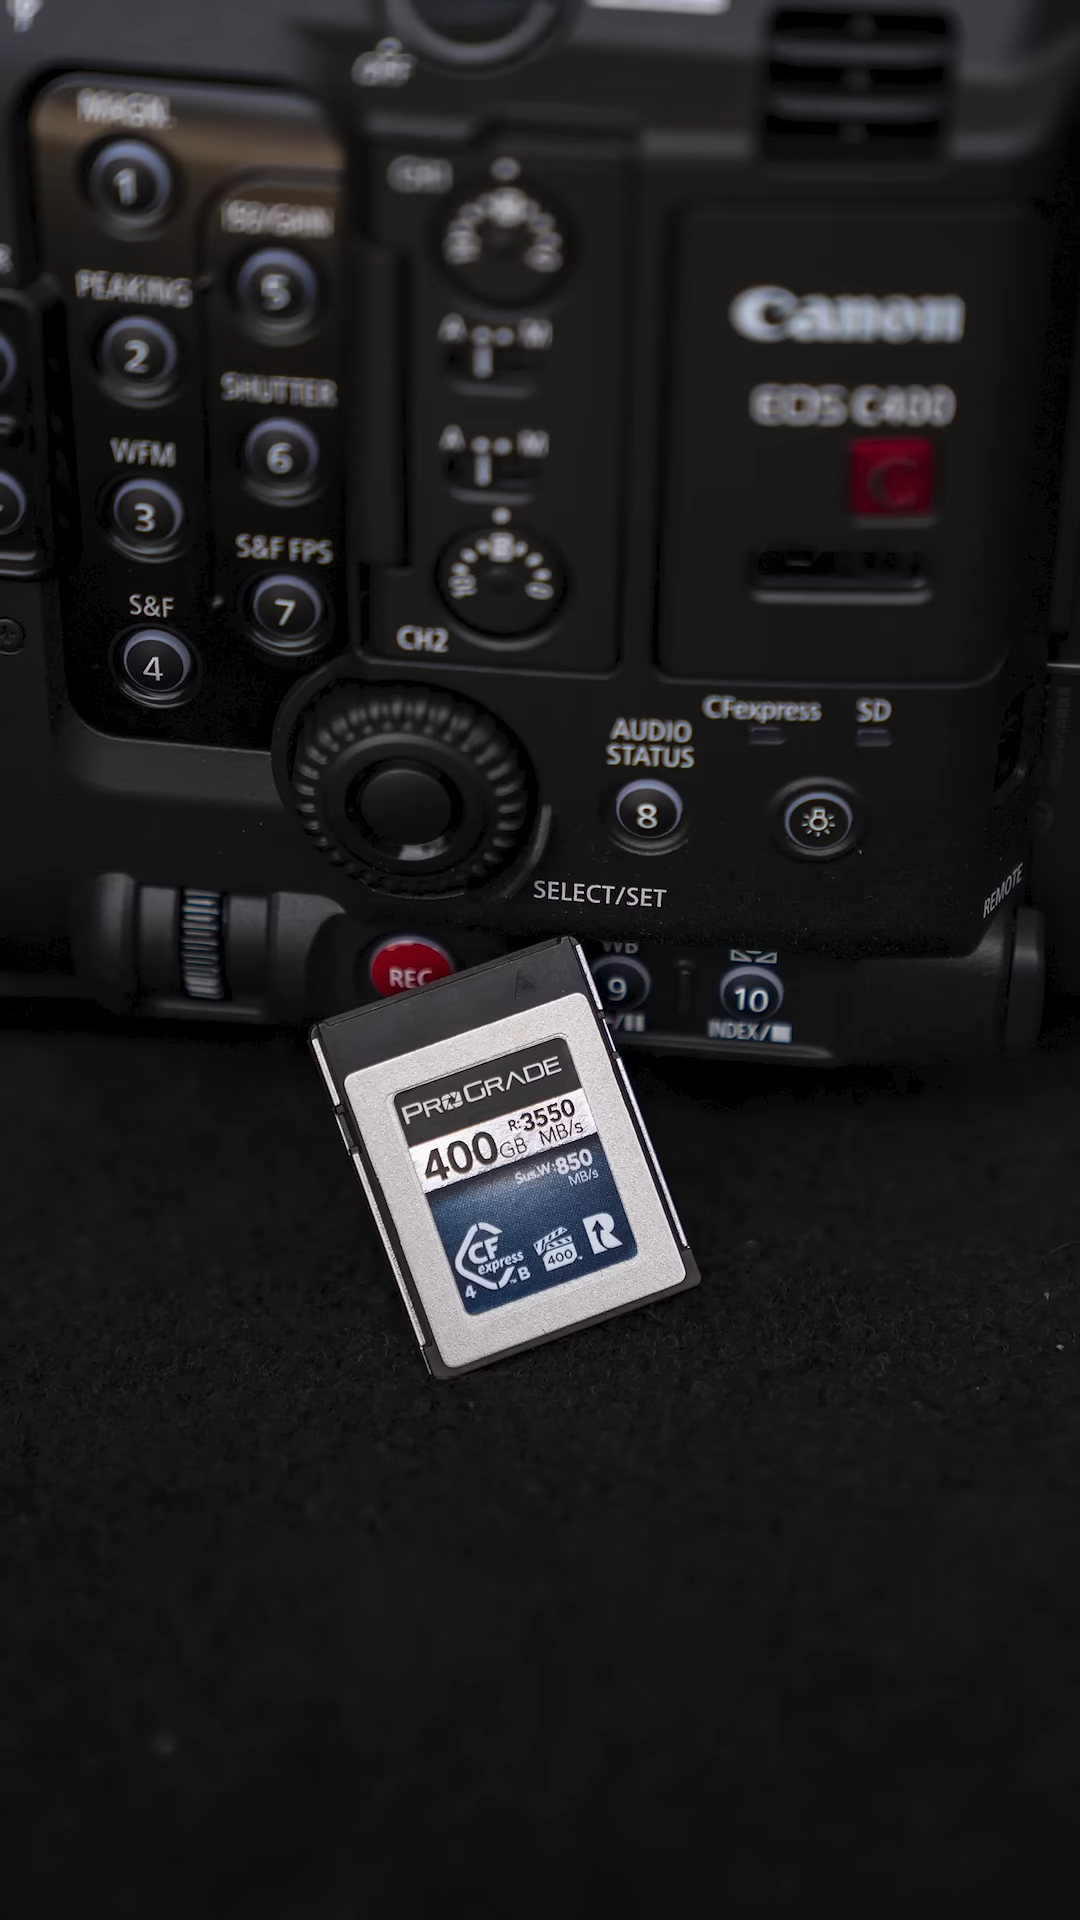 MAGN.
1
ISO/GAIN
5
PEAKING
2
SHUTTER
6
WFM
3
S&F FPS
7
S&F
4
OFF
CH1
A M
A M
CH2
Canon
EOS C400
C
CFexpress
SD
AUDIO
STATUS
8
SELECT/SET
REMOTE
REC
WB
9
10
INDEX/
PROGRADE
R:3550
MB/s
400GB
Sus.W:850
MB/s
CF
express
4
™B
400
R